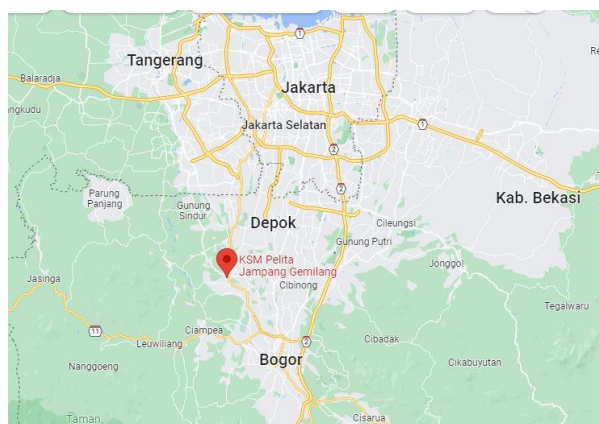 1
Tangerang
Balaradja
Jakarta
ngkudu
Jakarta Selatan
1
2
2
Parung
Panjang
Kab. Bekasi
Gunung
Sindur
Depok
Cileungsi
Gunung Putri
KSM Pelita
Jampang Gemilang
Jonggol
Jasinga
Cibinong
Tegalwaru
11
Ciampea
Leuwiliang
2
Cibadak
Bogor
Nanggoeng
Cikabuyutan
Taman
Cisarua